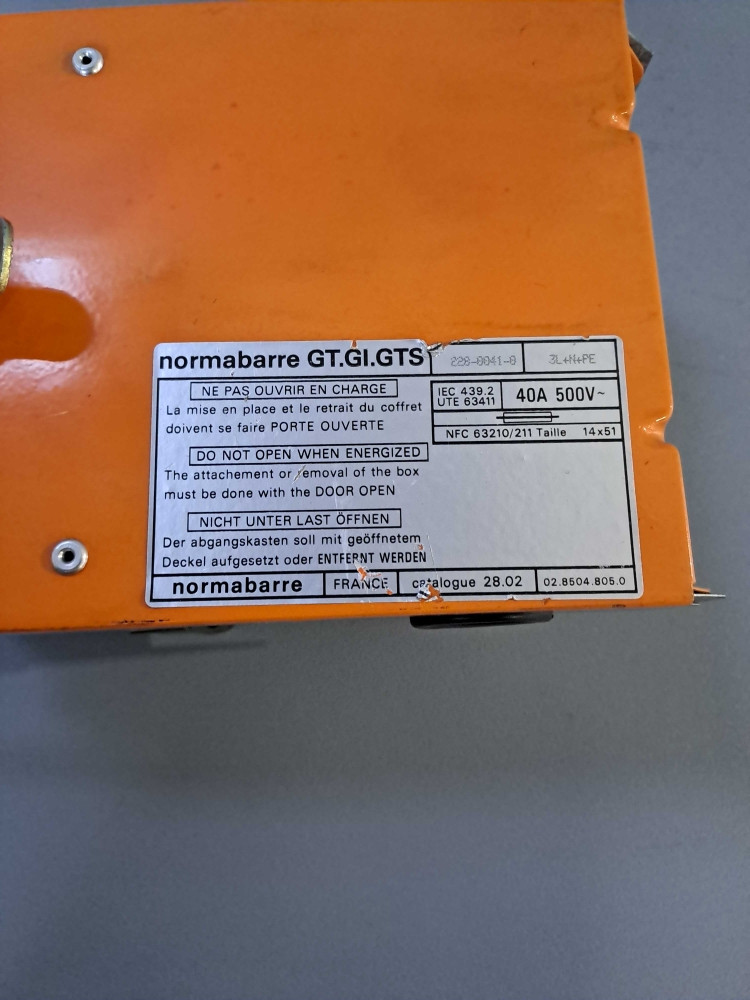 normabarre GT.GI.GTS
228-0041-0
3L+N+PE
NE PAS OUVRIR EN CHARGE
La mise en place et le retrait du coffret
doivent se faire PORTE OUVERTE
IEC 439.2
UTE 63411
40A 500V~
NFC 63210/211 Taille 14x51
DO NOT OPEN WHEN ENERGIZED
The attachement or removal of the box
must be done with the DOOR OPEN
NICHT UNTER LAST ÖFFNEN
Der abgangskasten soll mit geöffnetem
Deckel aufgesetzt oder ENTFERNT WERDEN
normabarre FRANCE catalogue 28.02 02.8504.805.0